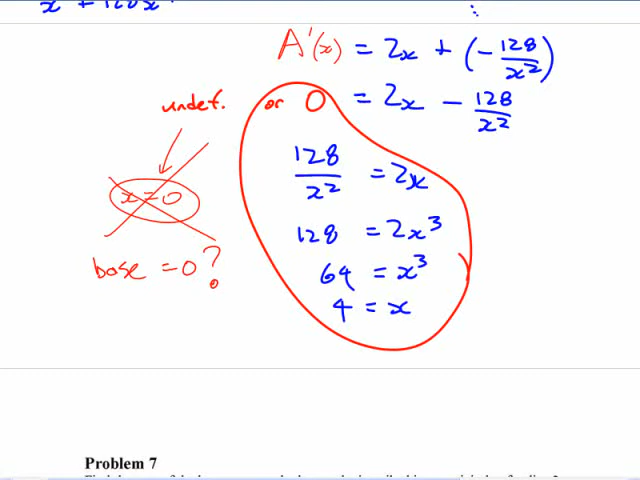 A'(x) = 2x + (-128/x²)
undef.
or 0 = 2x - 128/x²
128/x² = 2x
x = 0
128 = 2x³
base = 0?
64 = x³
4 = x
Problem 7